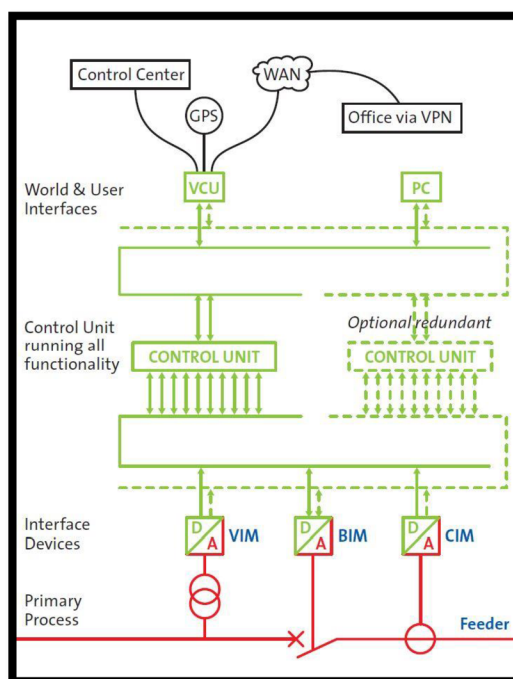 Control Center
WAN
GPS
Office via VPN
World & User
Interfaces
VCU
PC
Control Unit
running all
functionality
Optional redundant
CONTROL UNIT
CONTROL UNIT
Interface
Devices
D
A
VIM
D
A
BIM
D
A
CIM
Primary
Process
Feeder